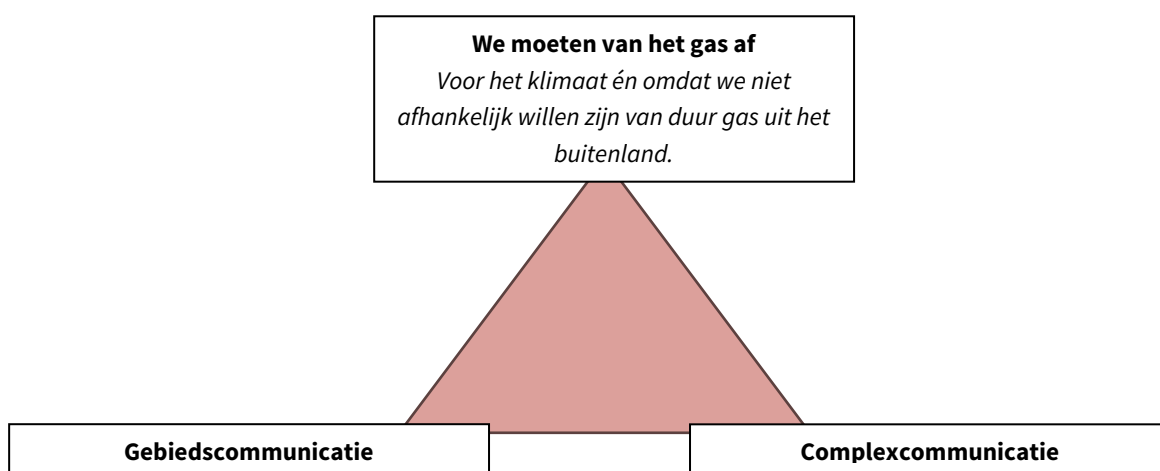 We moeten van het gas af
Voor het klimaat én omdat we niet
afhankelijk willen zijn van duur gas uit het
buitenland.
Gebiedscommunicatie
Complexcommunicatie